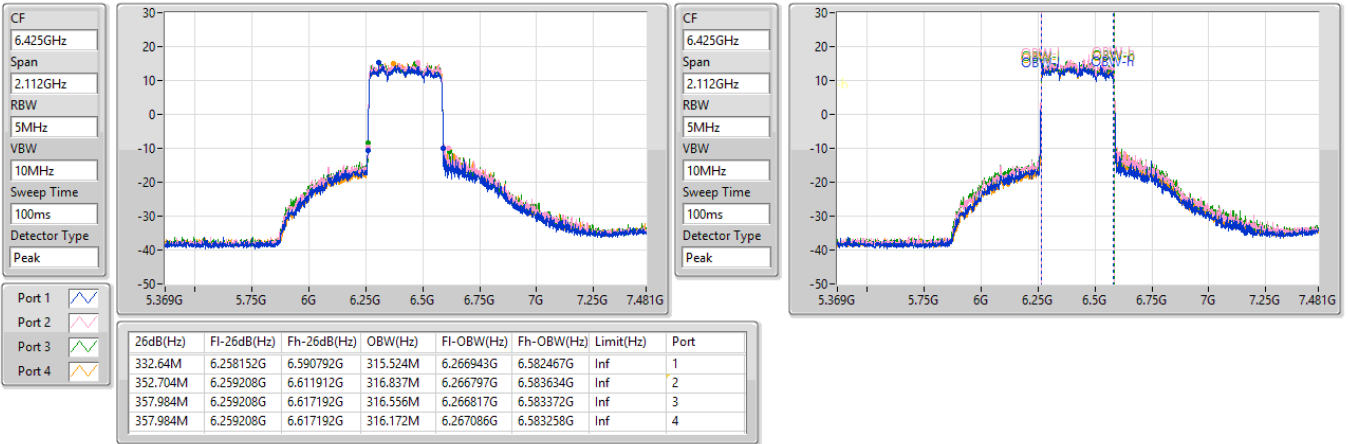 CF
6.425GHz
Span
2.112GHz
RBW
5MHz
VBW
10MHz
Sweep Time
100ms
Detector Type
Peak
30
20
10
0
-10
-20
-30
-40
-50
5.369G 5.75G 6G 6.25G 6.5G 6.75G 7G 7.25G 7.481G
CF
6.425GHz
Span
2.112GHz
RBW
5MHz
VBW
10MHz
Sweep Time
100ms
Detector Type
Peak
30
20
10
0
-10
-20
-30
-40
-50
OBW-l OBW-h
5.369G 5.75G 6G 6.25G 6.5G 6.75G 7G 7.25G 7.481G
Port 1
Port 2
Port 3
Port 4
26dB(Hz) Fl-26dB(Hz) Fh-26dB(Hz) OBW(Hz) Fl-OBW(Hz) Fh-OBW(Hz) Limit(Hz) Port
332.64M 6.258152G 6.590792G 315.524M 6.266943G 6.582467G Inf 1
352.704M 6.259208G 6.611912G 316.837M 6.266797G 6.583634G Inf 2
357.984M 6.259208G 6.617192G 316.556M 6.266817G 6.583372G Inf 3
357.984M 6.259208G 6.617192G 316.172M 6.267086G 6.583258G Inf 4